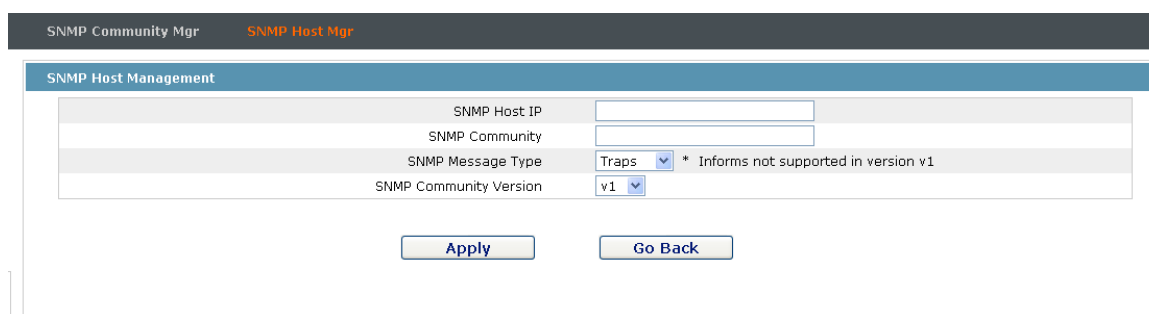 SNMP Community Mgr SNMP Host Mgr
SNMP Host Management
SNMP Host IP
SNMP Community
SNMP Message Type Traps * Informs not supported in version v1
SNMP Community Version v1
Apply Go Back